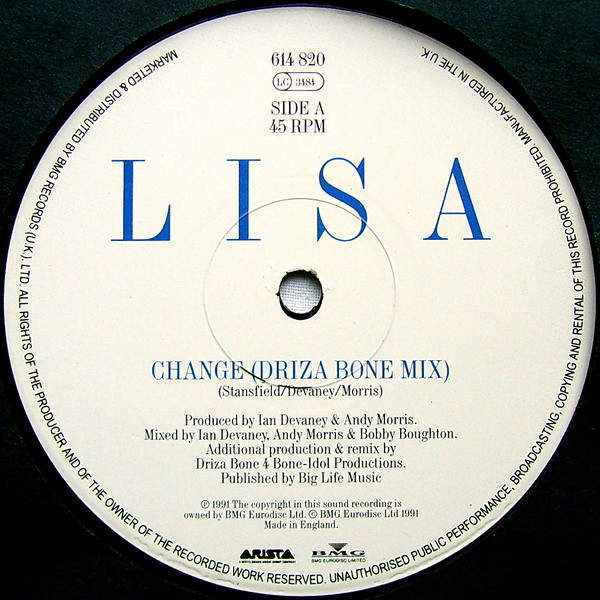 614 820
LC 3484
SIDE A
45 RPM
LISA
CHANGE (DRIZA BONE MIX)
(Stansfield/Devaney/Morris)
Produced by Ian Devaney & Andy Morris.
Mixed by Ian Devaney, Andy Morris & Bobby Boughton.
Additional production & remix by
Driza Bone 4 Bone-Idol Productions.
Published by Big Life Music
℗ 1991 The copyright in this sound recording is
owned by BMG Eurodisc Ltd. © BMG Eurodisc Ltd 1991
Made in England.
ARISTA
BMG
BMG EURODISC LIMITED
MARKETED & DISTRIBUTED BY BMG RECORDS (U.K.), LTD. ALL RIGHTS OF THE PRODUCER AND OF THE OWNER OF THE RECORDED WORK RESERVED. UNAUTHORISED PUBLIC PERFORMANCE, BROADCASTING, COPYING AND RENTAL OF THIS RECORD PROHIBITED. MANUFACTURED IN THE U.K.